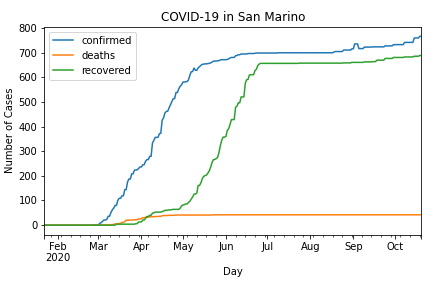 COVID-19 in San Marino
confirmed
deaths
recovered
Number of Cases
800
700
600
500
400
300
200
100
0
Feb Mar Apr May Jun Jul Aug Sep Oct
2020
Day